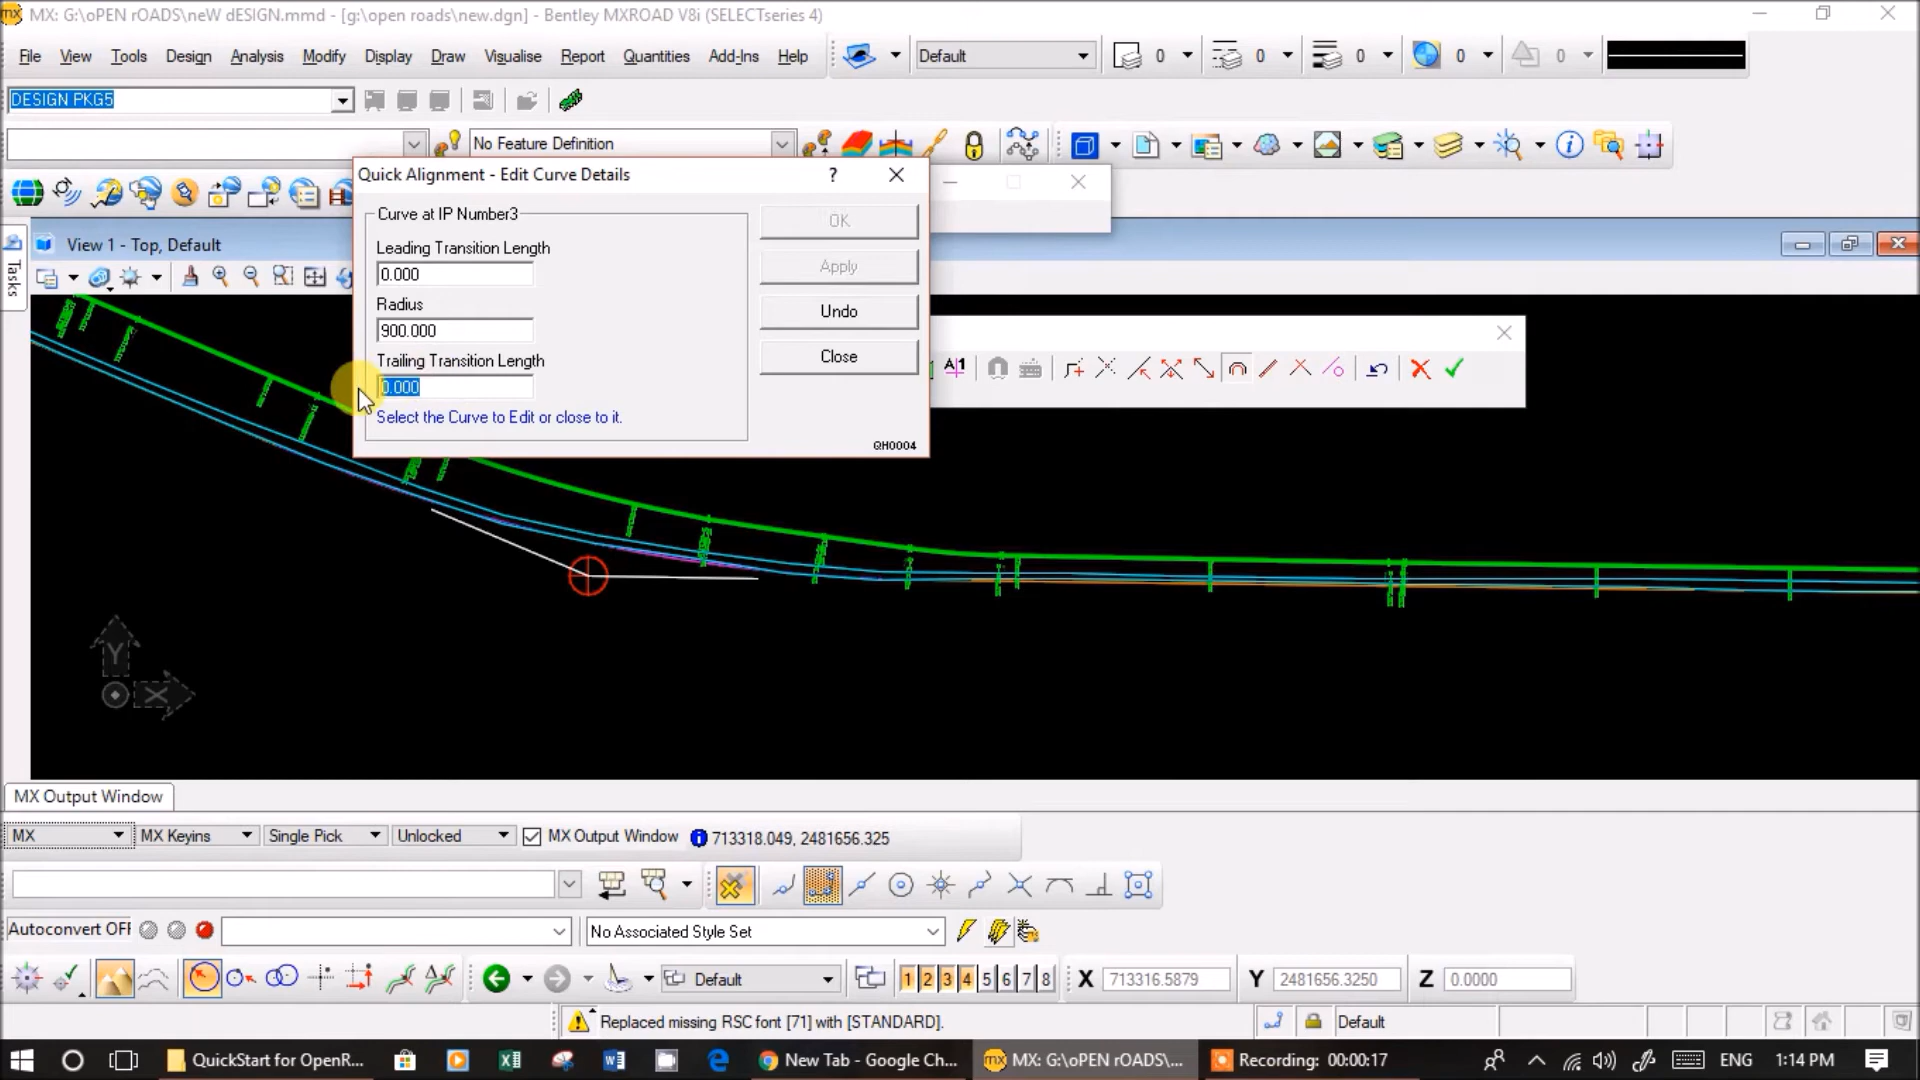 MX: G:\oPEN rOADS\neW dESIGN.mmd - [g:\open roads\new.dgn] - Bentley MXROAD V8i (SELECTseries 4)
File View Tools Design Analysis Modify Display Draw Visualise Report Quantities Add-Ins Help Default 0 0 0 0 0
DESIGN PKG5
No Feature Definition
Quick Alignment - Edit Curve Details ?
Curve at IP Number3
OK
Leading Transition Length
0.000
Apply
Radius
Undo
900.000
Trailing Transition Length
Close
0.000
Select the Curve to Edit or close to it.
QH0004
Tasks
View 1 - Top, Default
Y
X
MX Output Window
MX MX Keyins Single Pick Unlocked MX Output Window 713318.049, 2481656.325
Autoconvert OFF No Associated Style Set
Default 1 2 3 4 5 6 7 8 X 713316.5879 Y 2481656.3250 Z 0.0000
Replaced missing RSC font [71] with [STANDARD]. Default
QuickStart for OpenR... New Tab - Google Ch... MX: G:\oPEN rOADS\... Recording: 00:00:17 ENG 1:14 PM